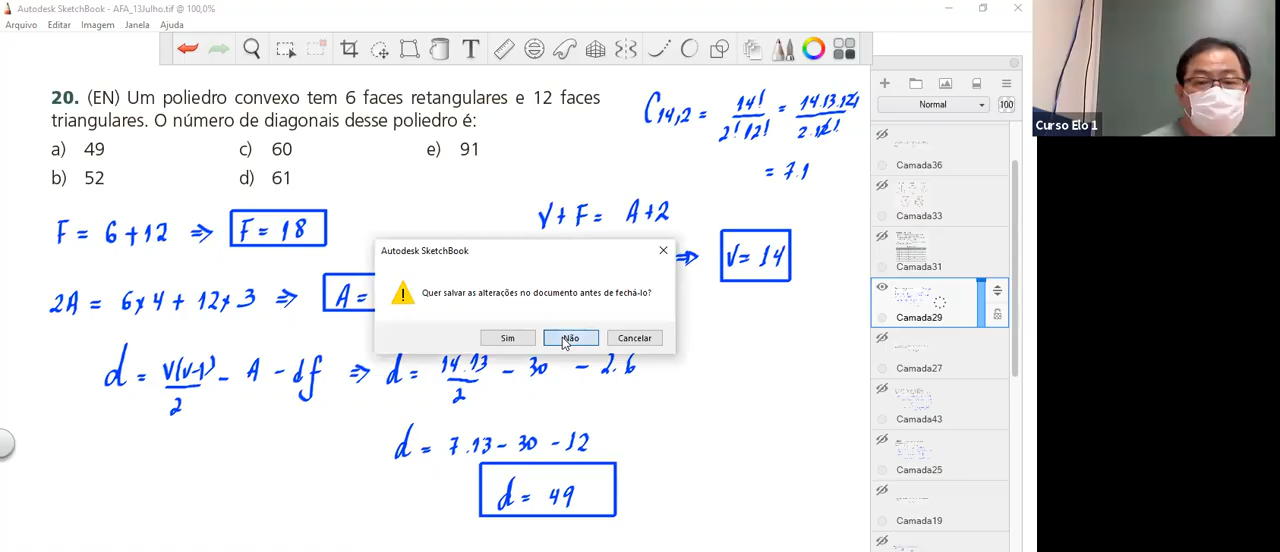 Autodesk SketchBook - AFA_13Julho.tif @ 100,0%
Arquivo Editar Imagem Janela Ajuda
20. (EN) Um poliedro convexo tem 6 faces retangulares e 12 faces
triangulares. O número de diagonais desse poliedro é:
a) 49 c) 60 e) 91
b) 52 d) 61
C14,2 = 14!/2!12! = 14.13.12!/2.12!
= 7.1
F = 6+12 ⇒ F = 18
V + F = A+2
⇒ V = 14
2A = 6×4 + 12×3 ⇒ A =
d = V(V-1)/2 - A - df ⇒ d = 14.13/2 - 30 - 2.6
d = 7.13 - 30 - 12
d = 49
Autodesk SketchBook
Quer salvar as alterações no documento antes de fechá-lo?
Sim Não Cancelar
Normal 100
Camada36
Camada33
Camada31
Camada29
Camada27
Camada43
Camada25
Camada19
Curso Elo 1